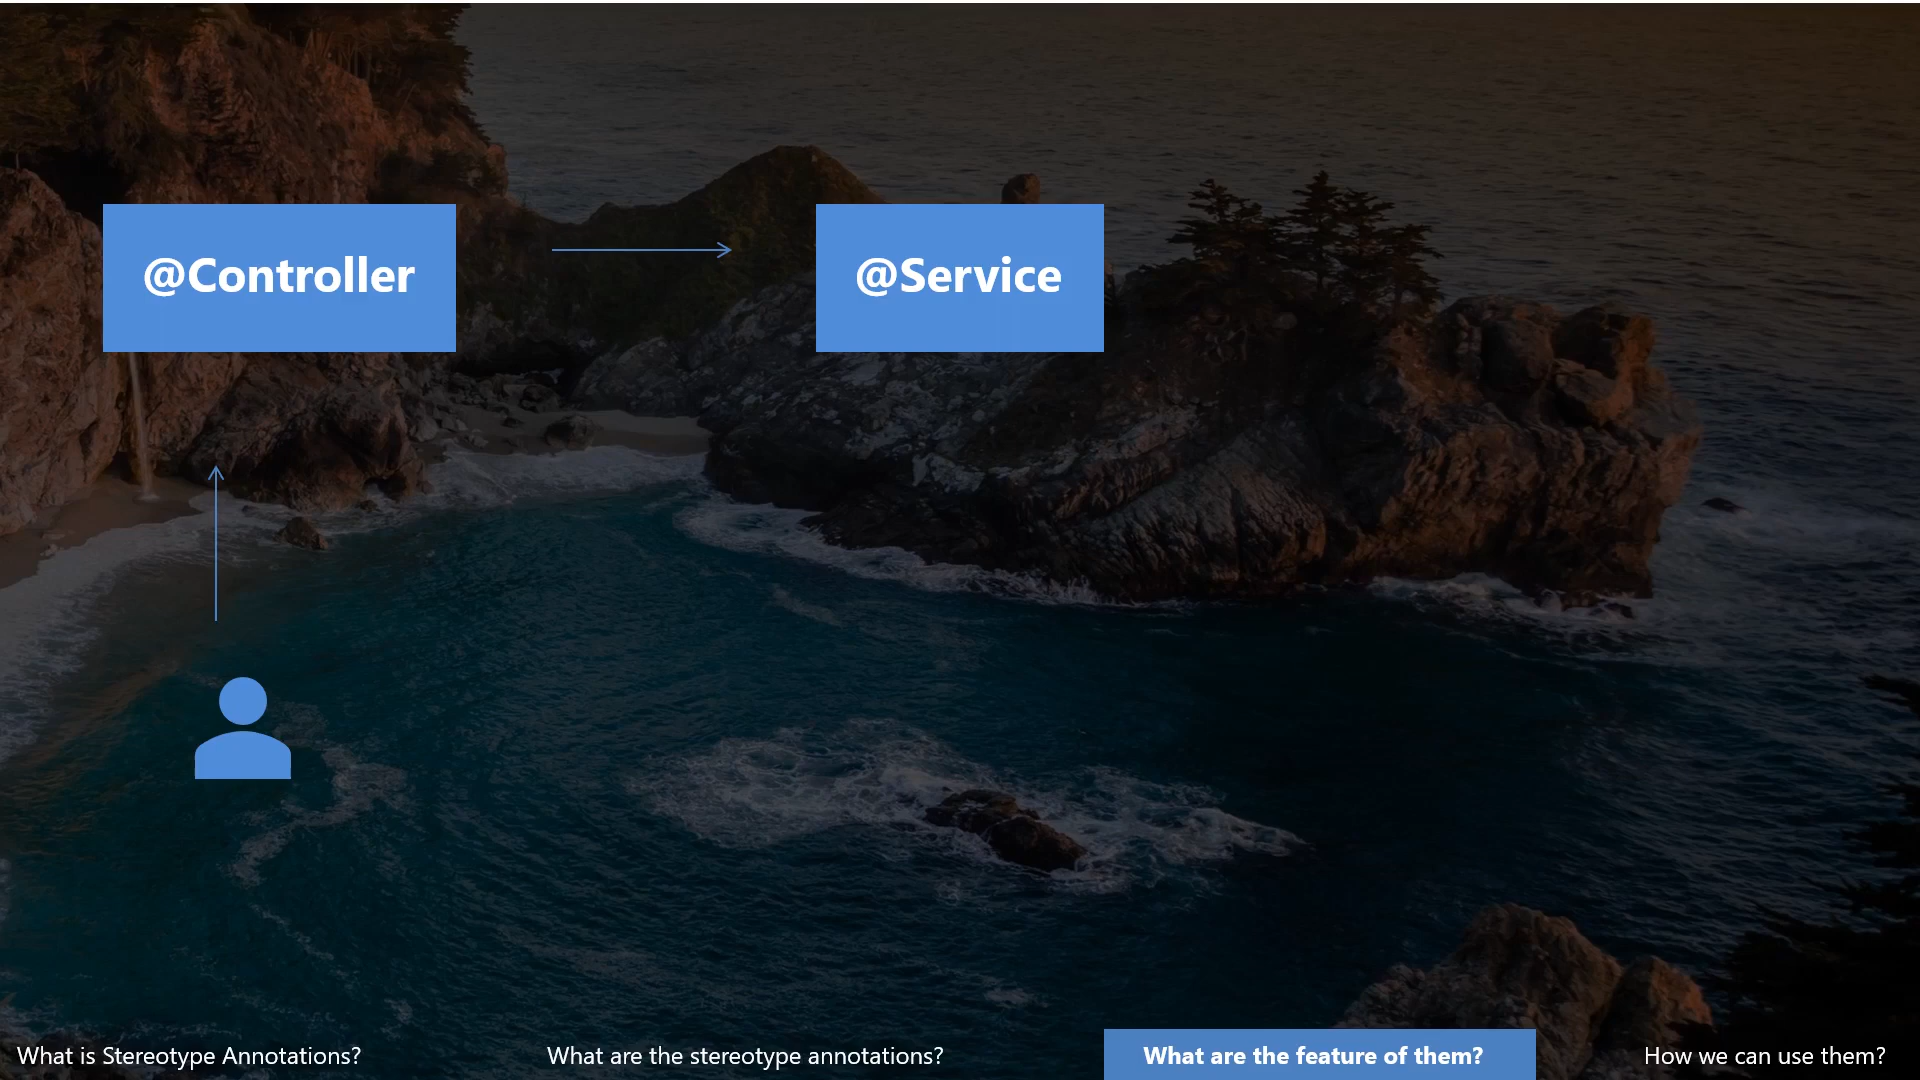 @Controller
@Service
What is Stereotype Annotations?
What are the stereotype annotations?
What are the feature of them?
How we can use them?